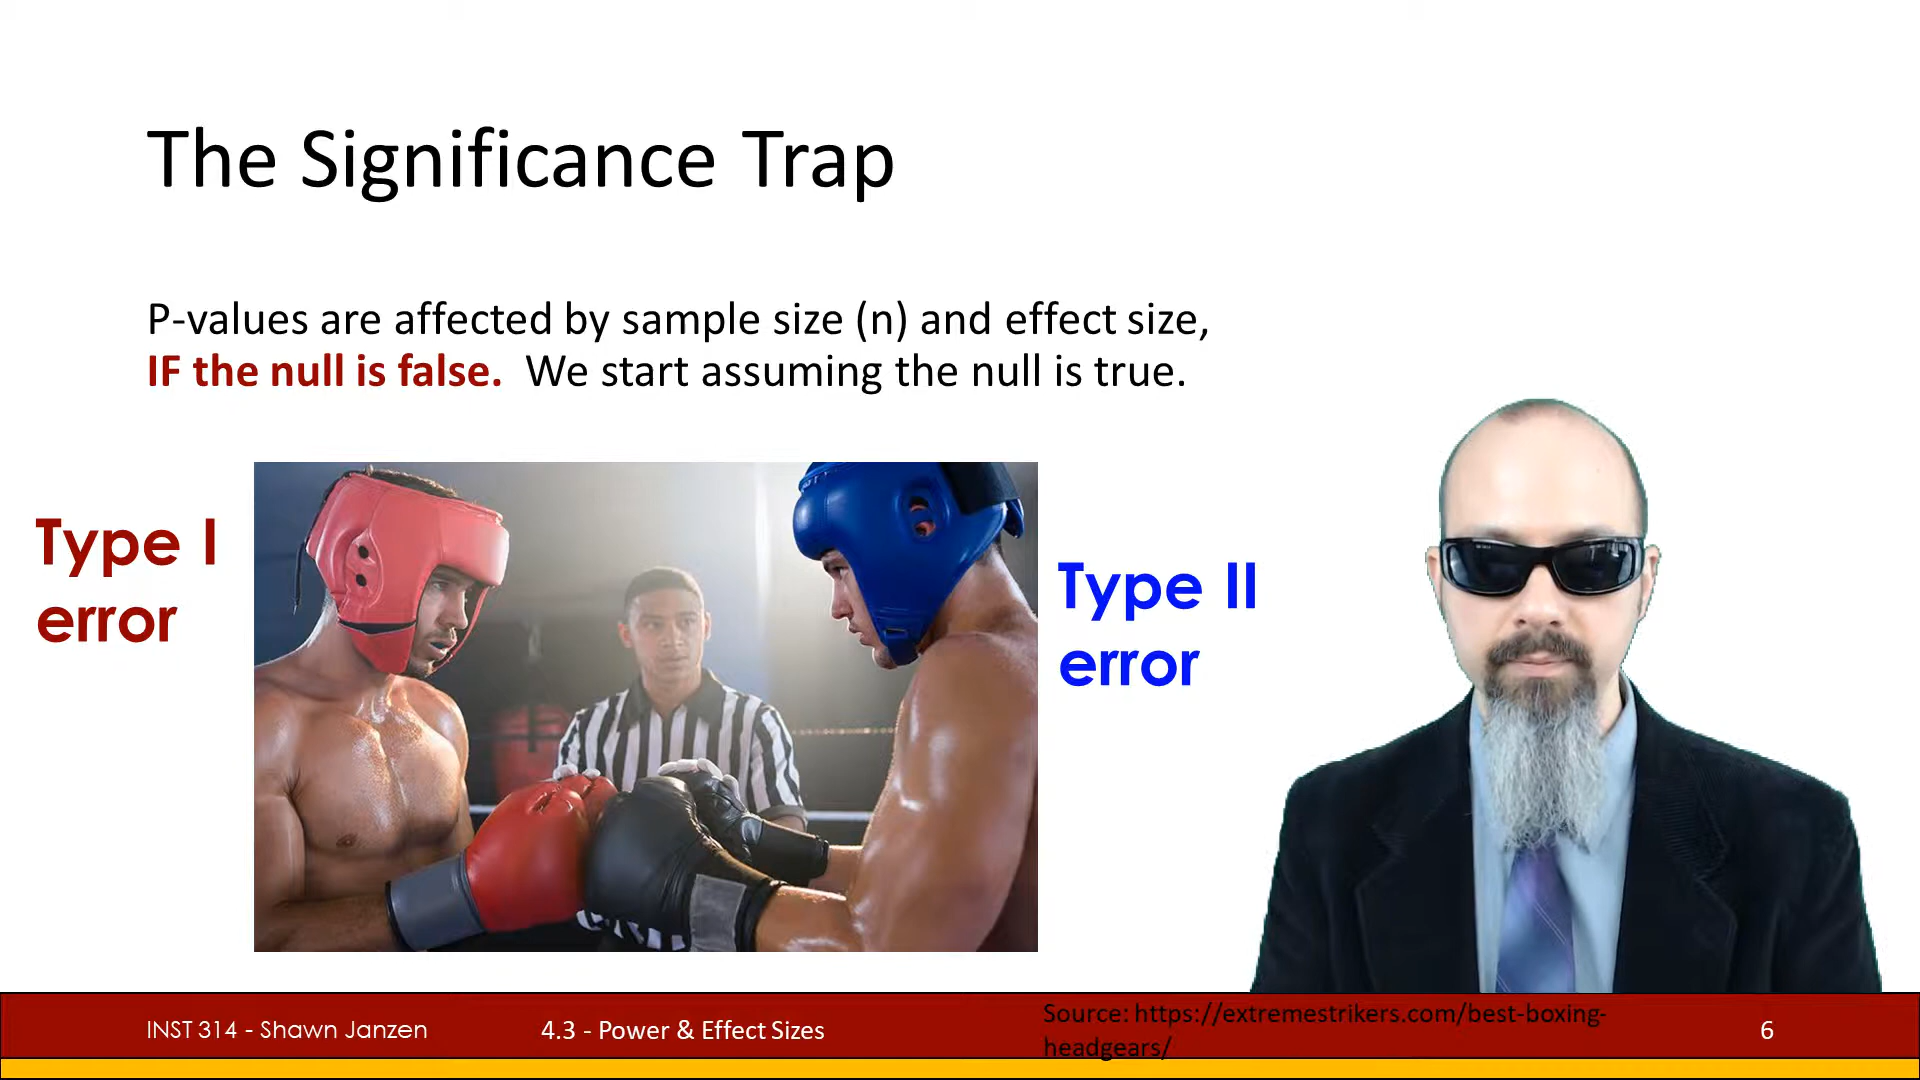 The Significance Trap
P-values are affected by sample size (n) and effect size,
IF the null is false. We start assuming the null is true.
Type I
error
Type II
error
INST 314 - Shawn Janzen
4.3 - Power & Effect Sizes
Source: https://extremestrikers.com/best-boxing-
headgears/
6